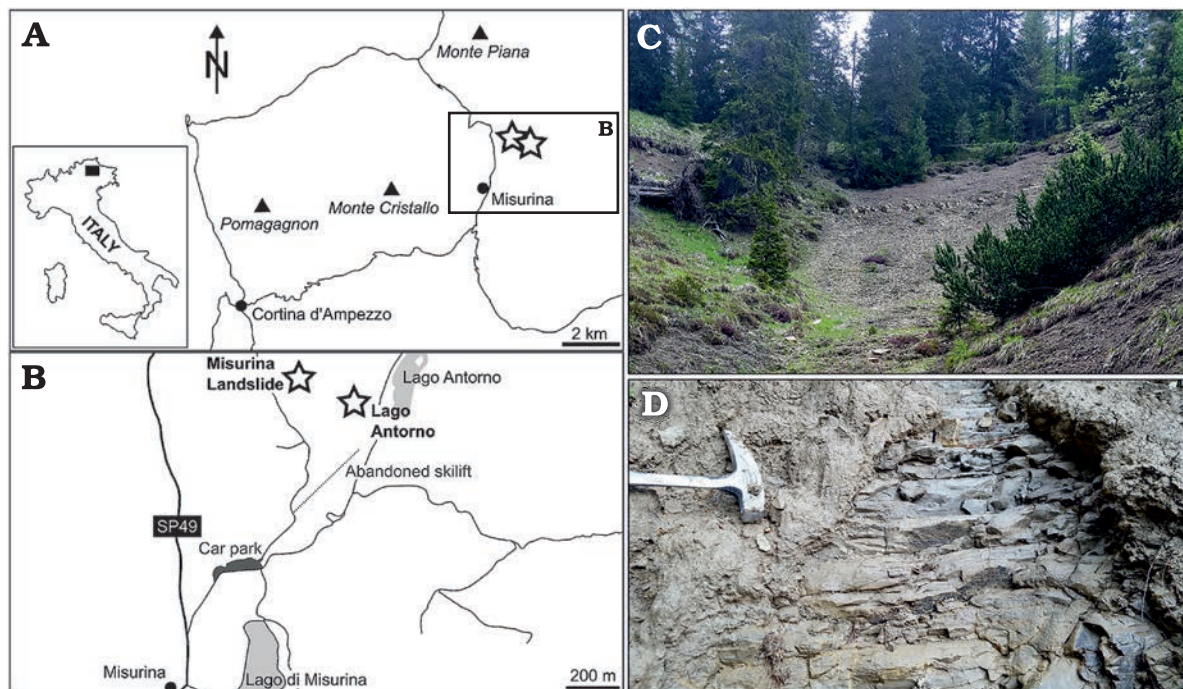 A
N
Monte Piana
B
Misurina
Monte Cristallo
Pomagagnon
ITALY
Cortina d'Ampezzo
2 km
B
Misurina
Landslide
Lago Antorno
Lago
Antorno
Abandoned skilift
SP49
Car park
Misurina
Lago di Misurina
200 m
C
D